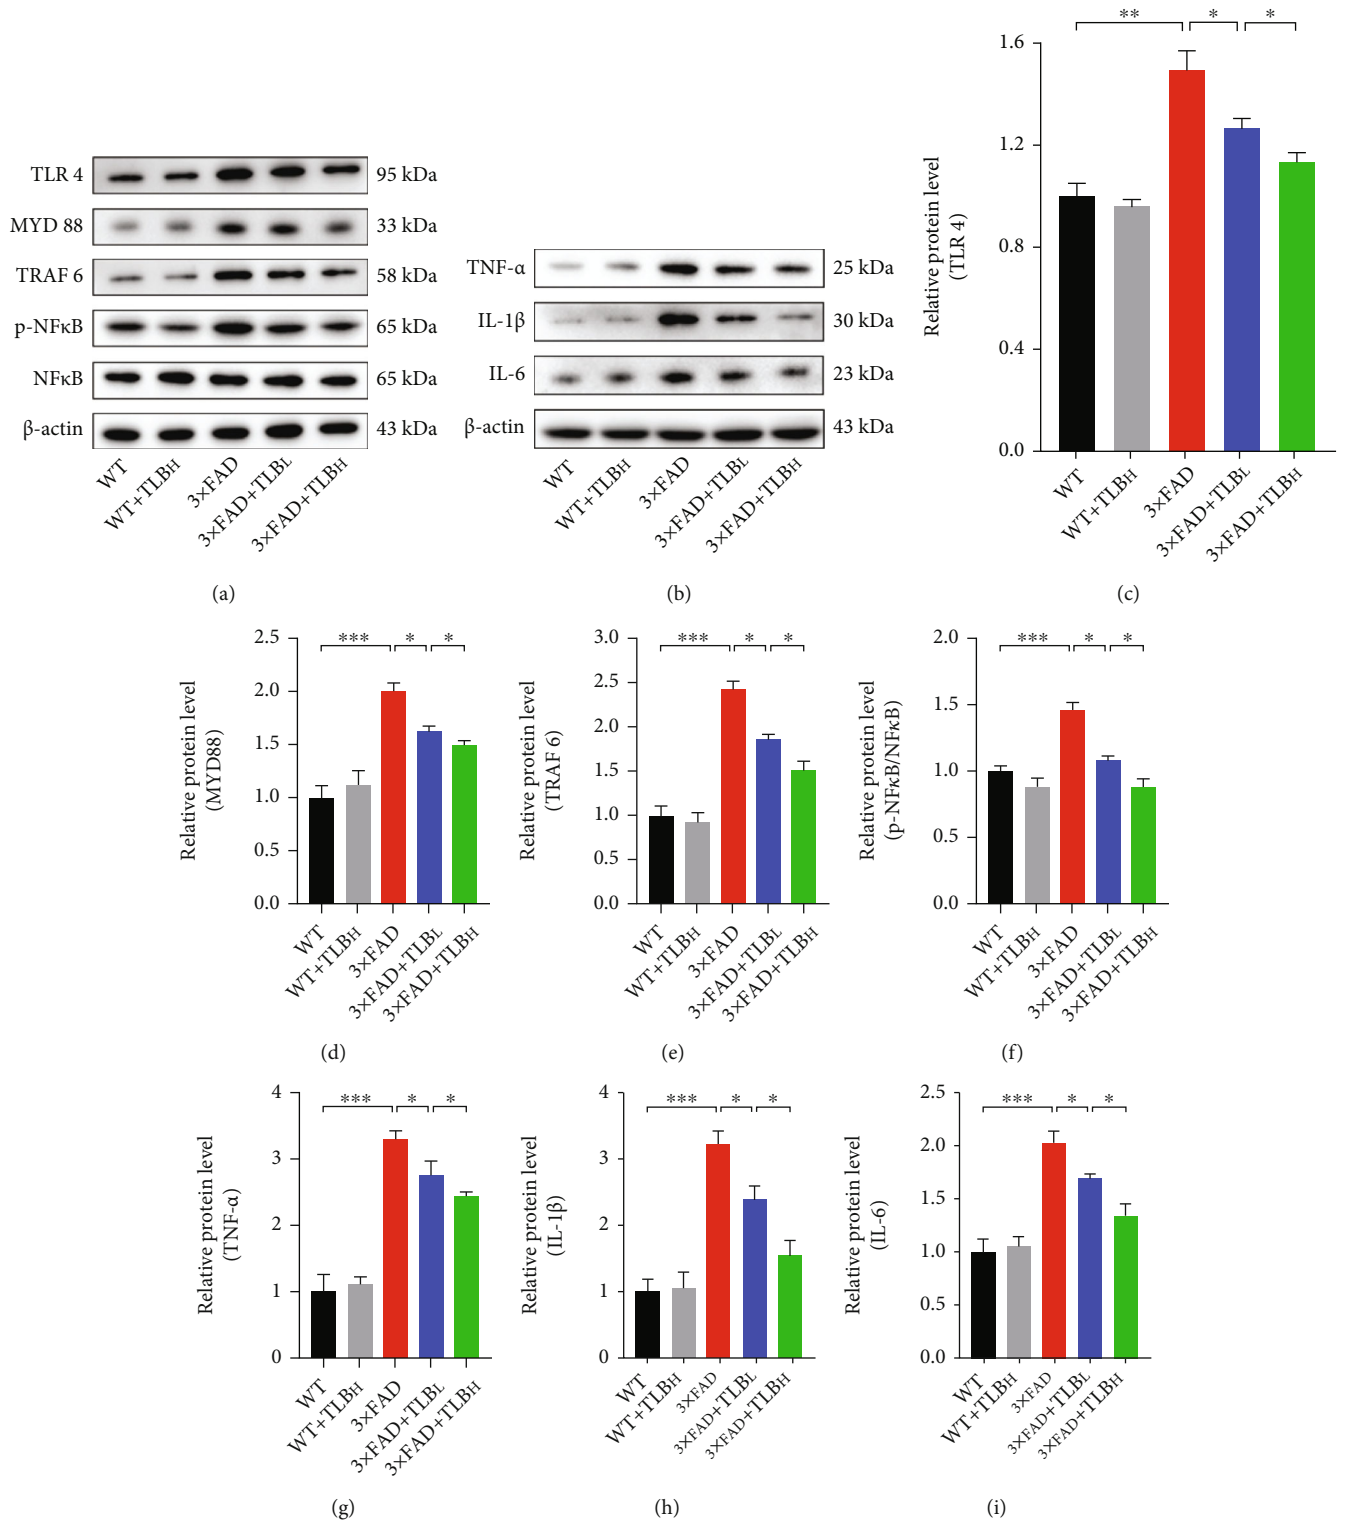 TLR 4
95 kDa
MYD 88
33 kDa
TRAF 6
58 kDa
p-NFκB
65 kDa
NFκB
65 kDa
β-actin
43 kDa
WT
WT+TLBH
3×FAD
3×FAD+TLBL
3×FAD+TLBH
(a)
TNF-α
25 kDa
IL-1β
30 kDa
IL-6
23 kDa
β-actin
43 kDa
WT
WT+TLBH
3×FAD
3×FAD+TLBL
3×FAD+TLBH
(b)
Relative protein level
(TLR 4)
1.6
1.2
0.8
0.4
0.0
**
*
*
WT
WT+TLBH
3×FAD
3×FAD+TLBL
3×FAD+TLBH
(c)
Relative protein level
(MYD88)
2.5
2.0
1.5
1.0
0.5
0.0
***
*
*
WT
WT+TLBH
3×FAD
3×FAD+TLBL
3×FAD+TLBH
(d)
Relative protein level
(TRAF 6)
3.0
2.5
2.0
1.5
1.0
0.5
0.0
***
*
*
WT
WT+TLBH
3×FAD
3×FAD+TLBL
3×FAD+TLBH
(e)
Relative protein level
(p-NFκB/NFκB)
2.0
1.5
1.0
0.5
0.0
***
*
*
WT
WT+TLBH
3×FAD
3×FAD+TLBL
3×FAD+TLBH
(f)
Relative protein level
(TNF-α)
4
3
2
1
0
***
*
*
WT
WT+TLBH
3×FAD
3×FAD+TLBL
3×FAD+TLBH
(g)
Relative protein level
(IL-1β)
4
3
2
1
0
***
*
*
WT
WT+TLBH
3×FAD
3×FAD+TLBL
3×FAD+TLBH
(h)
Relative protein level
(IL-6)
2.5
2.0
1.5
1.0
0.5
0.0
***
*
*
WT
WT+TLBH
3×FAD
3×FAD+TLBL
3×FAD+TLBH
(i)